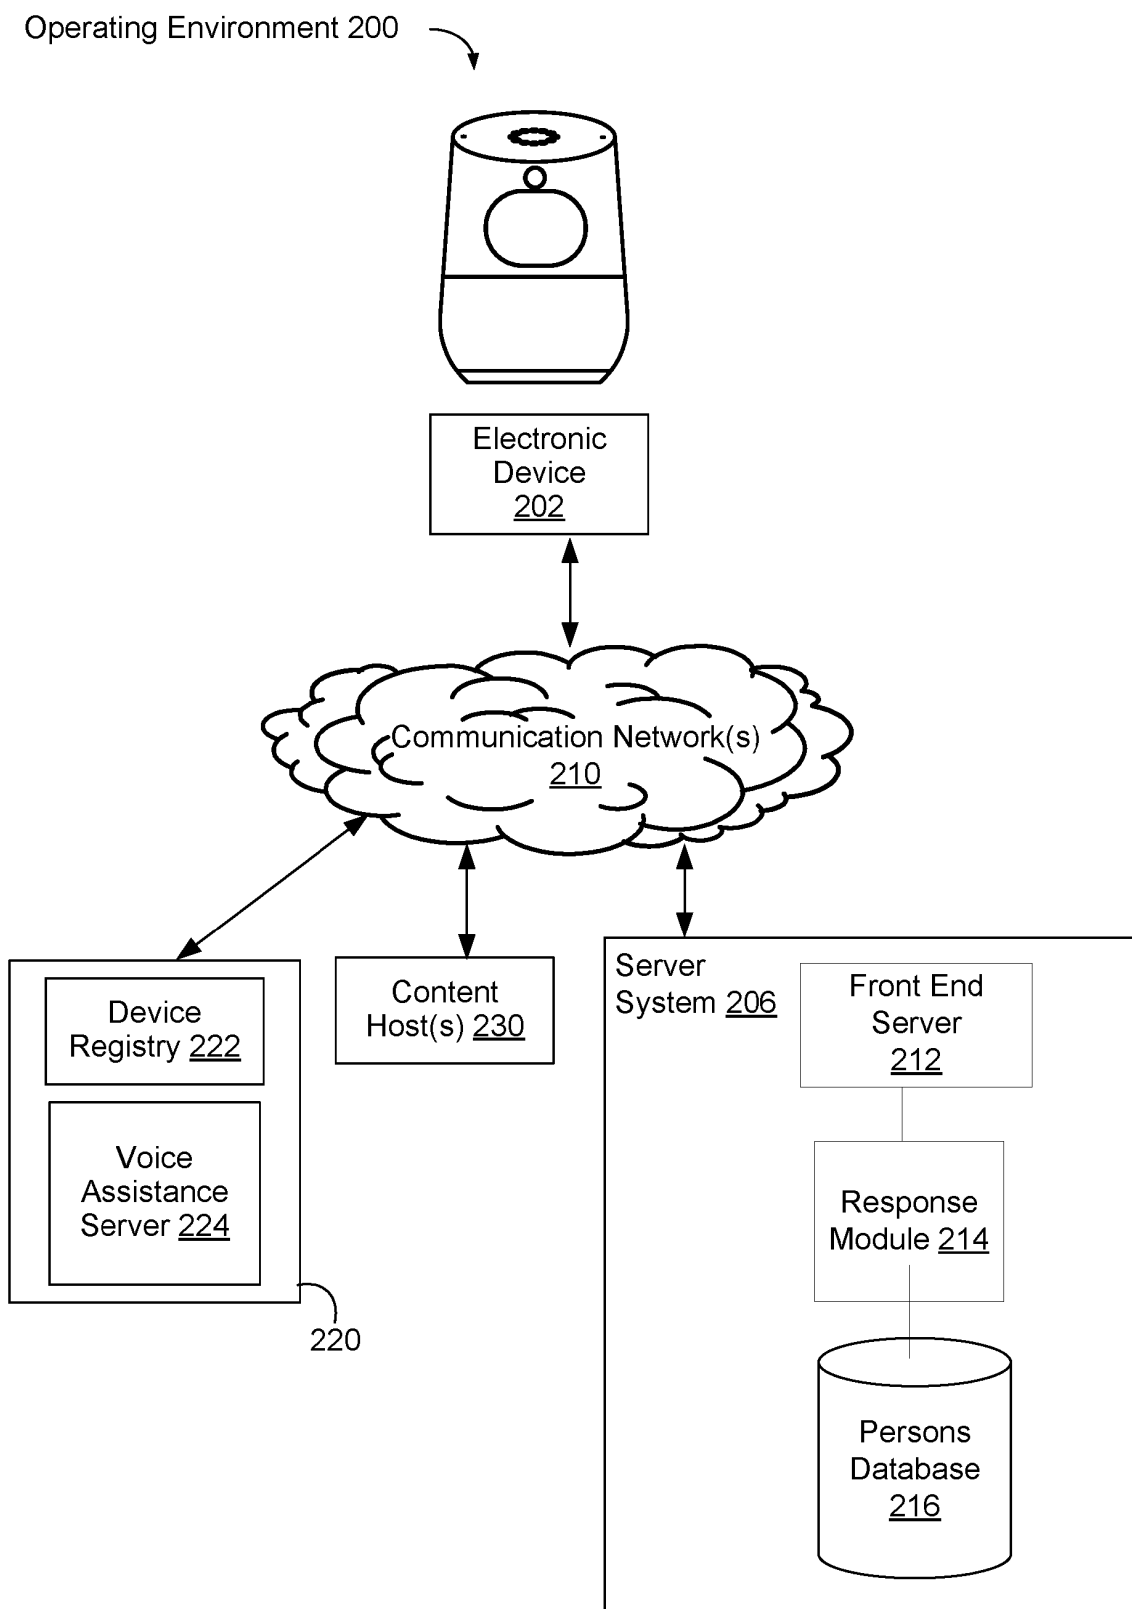 Operating Environment 200
Electronic
Device
202
Communication Network(s)
210
Device
Registry 222
Voice
Assistance
Server 224
220
Content
Host(s) 230
Server
System 206
Front End
Server
212
Response
Module 214
Persons
Database
216